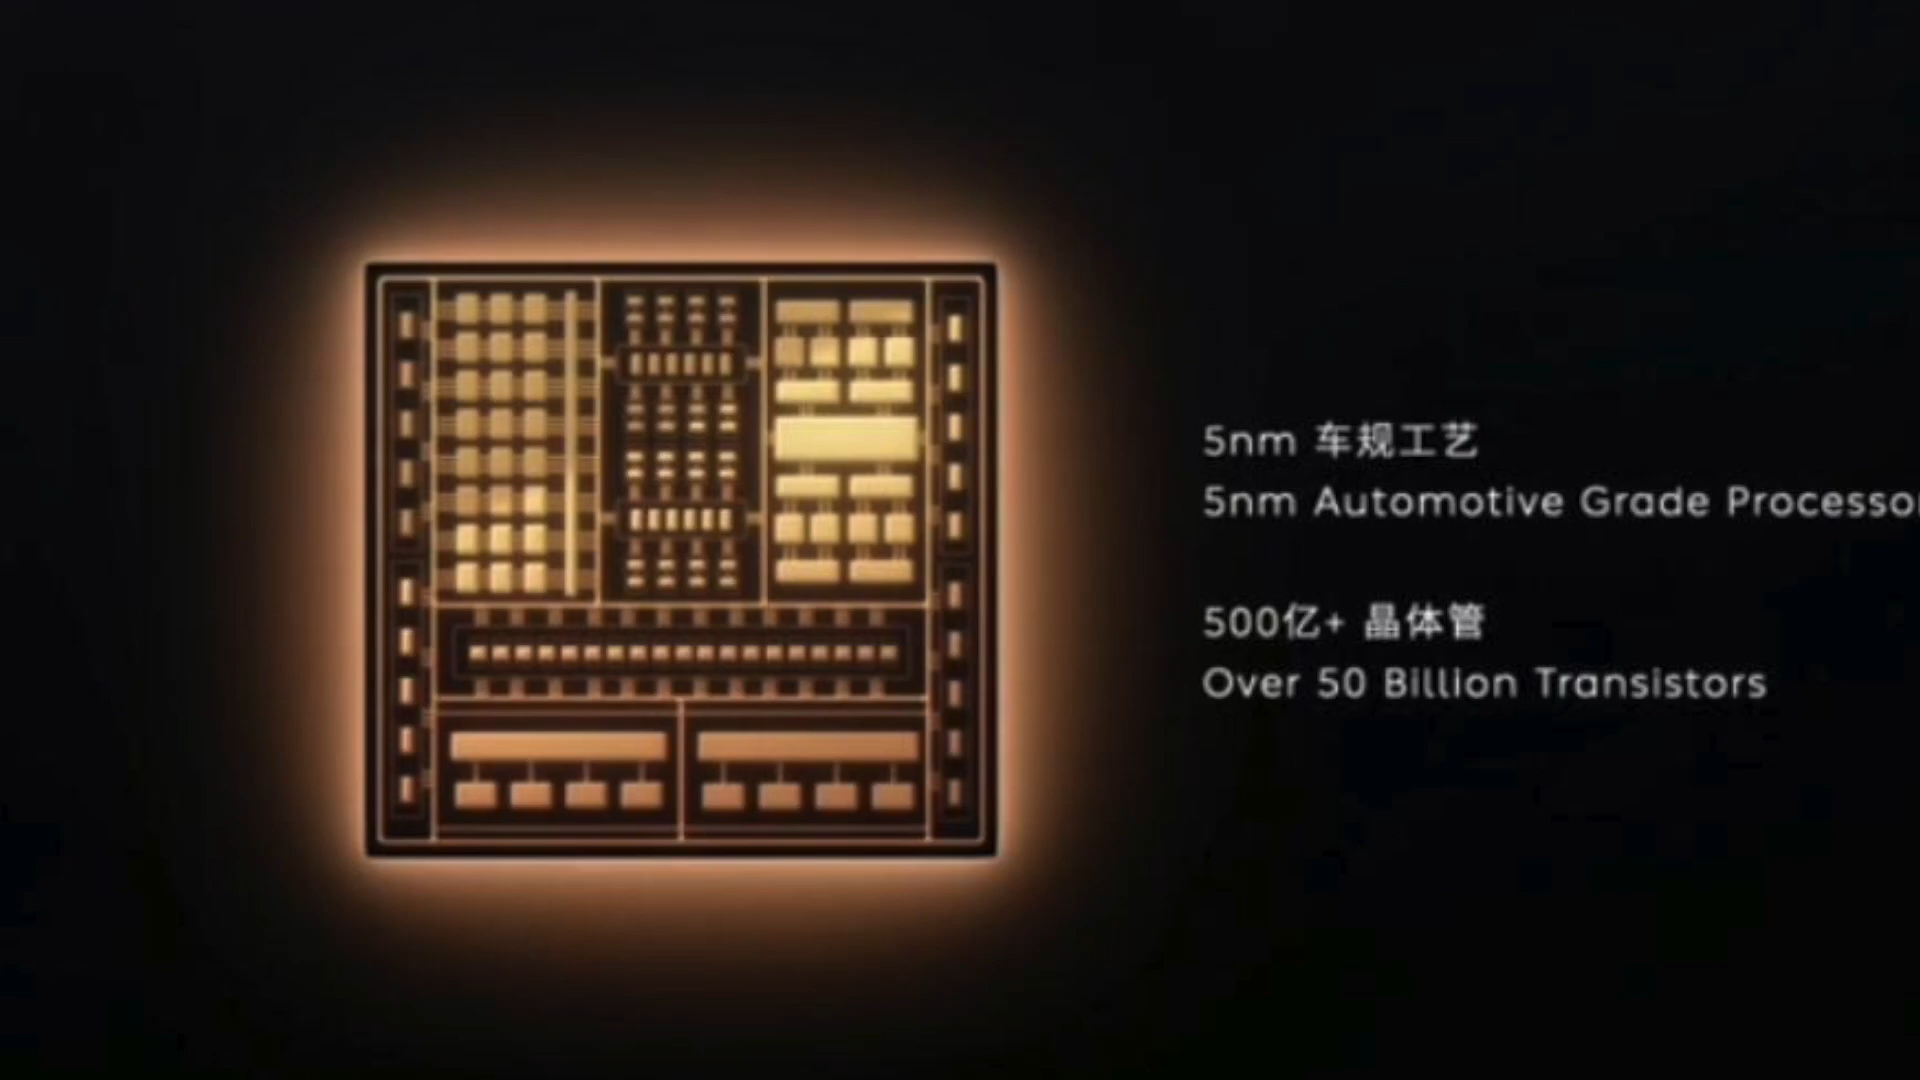 5nm 车规工艺
5nm Automotive Grade Processor
500亿+ 晶体管
Over 50 Billion Transistors